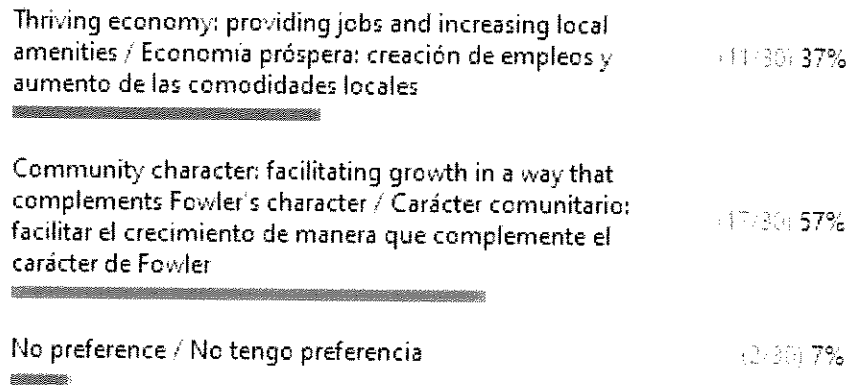 Thriving economy: providing jobs and increasing local
amenities / Economía próspera: creación de empleos y
aumento de las comodidades locales
(11/30) 37%
Community character: facilitating growth in a way that
complements Fowler's character / Carácter comunitario:
facilitar el crecimiento de manera que complemente el
carácter de Fowler
(17/30) 57%
No preference / No tengo preferencia
(2/30) 7%